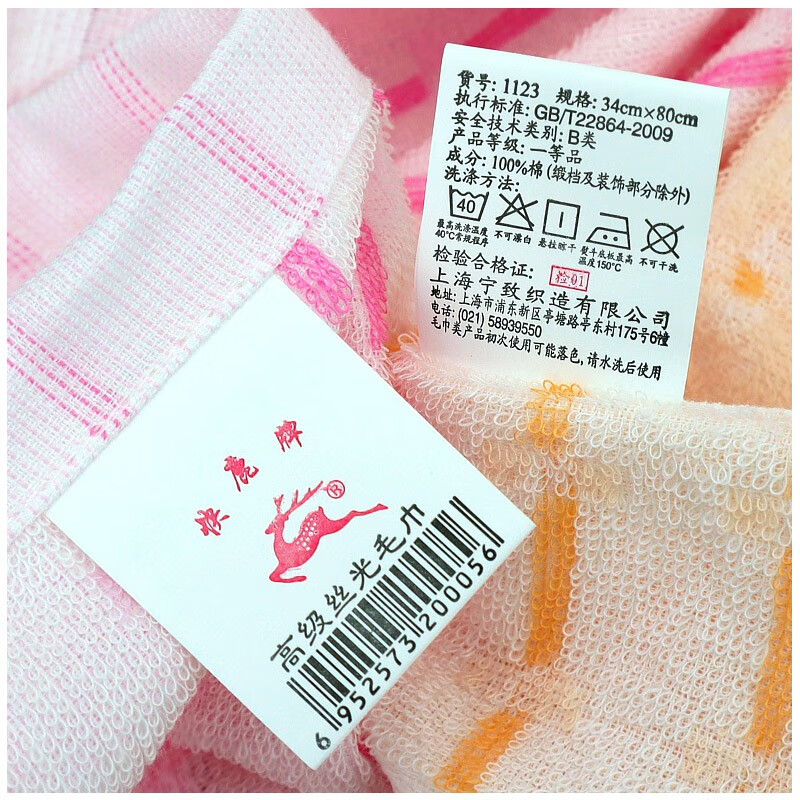 货号: 1123 规格: 34cm×80cm
执行标准: GB/T22864-2009
安全技术类别: B类
产品等级: 一等品
成分: 100%棉(缎档及装饰部分除外)
洗涤方法:
40
最高洗涤温度
40℃常规程序
不可漂白
悬挂晾干
熨斗底板最高
温度150℃
不可干洗
检验合格证: 检01
上海宁致织造有限公司
地址: 上海市浦东新区亭塘路亭东村175号6幢
电话: (021) 58939550
毛巾类产品初次使用可能落色,请水洗后使用
快鹿牌
®
高级丝光毛巾
6 952573 200056